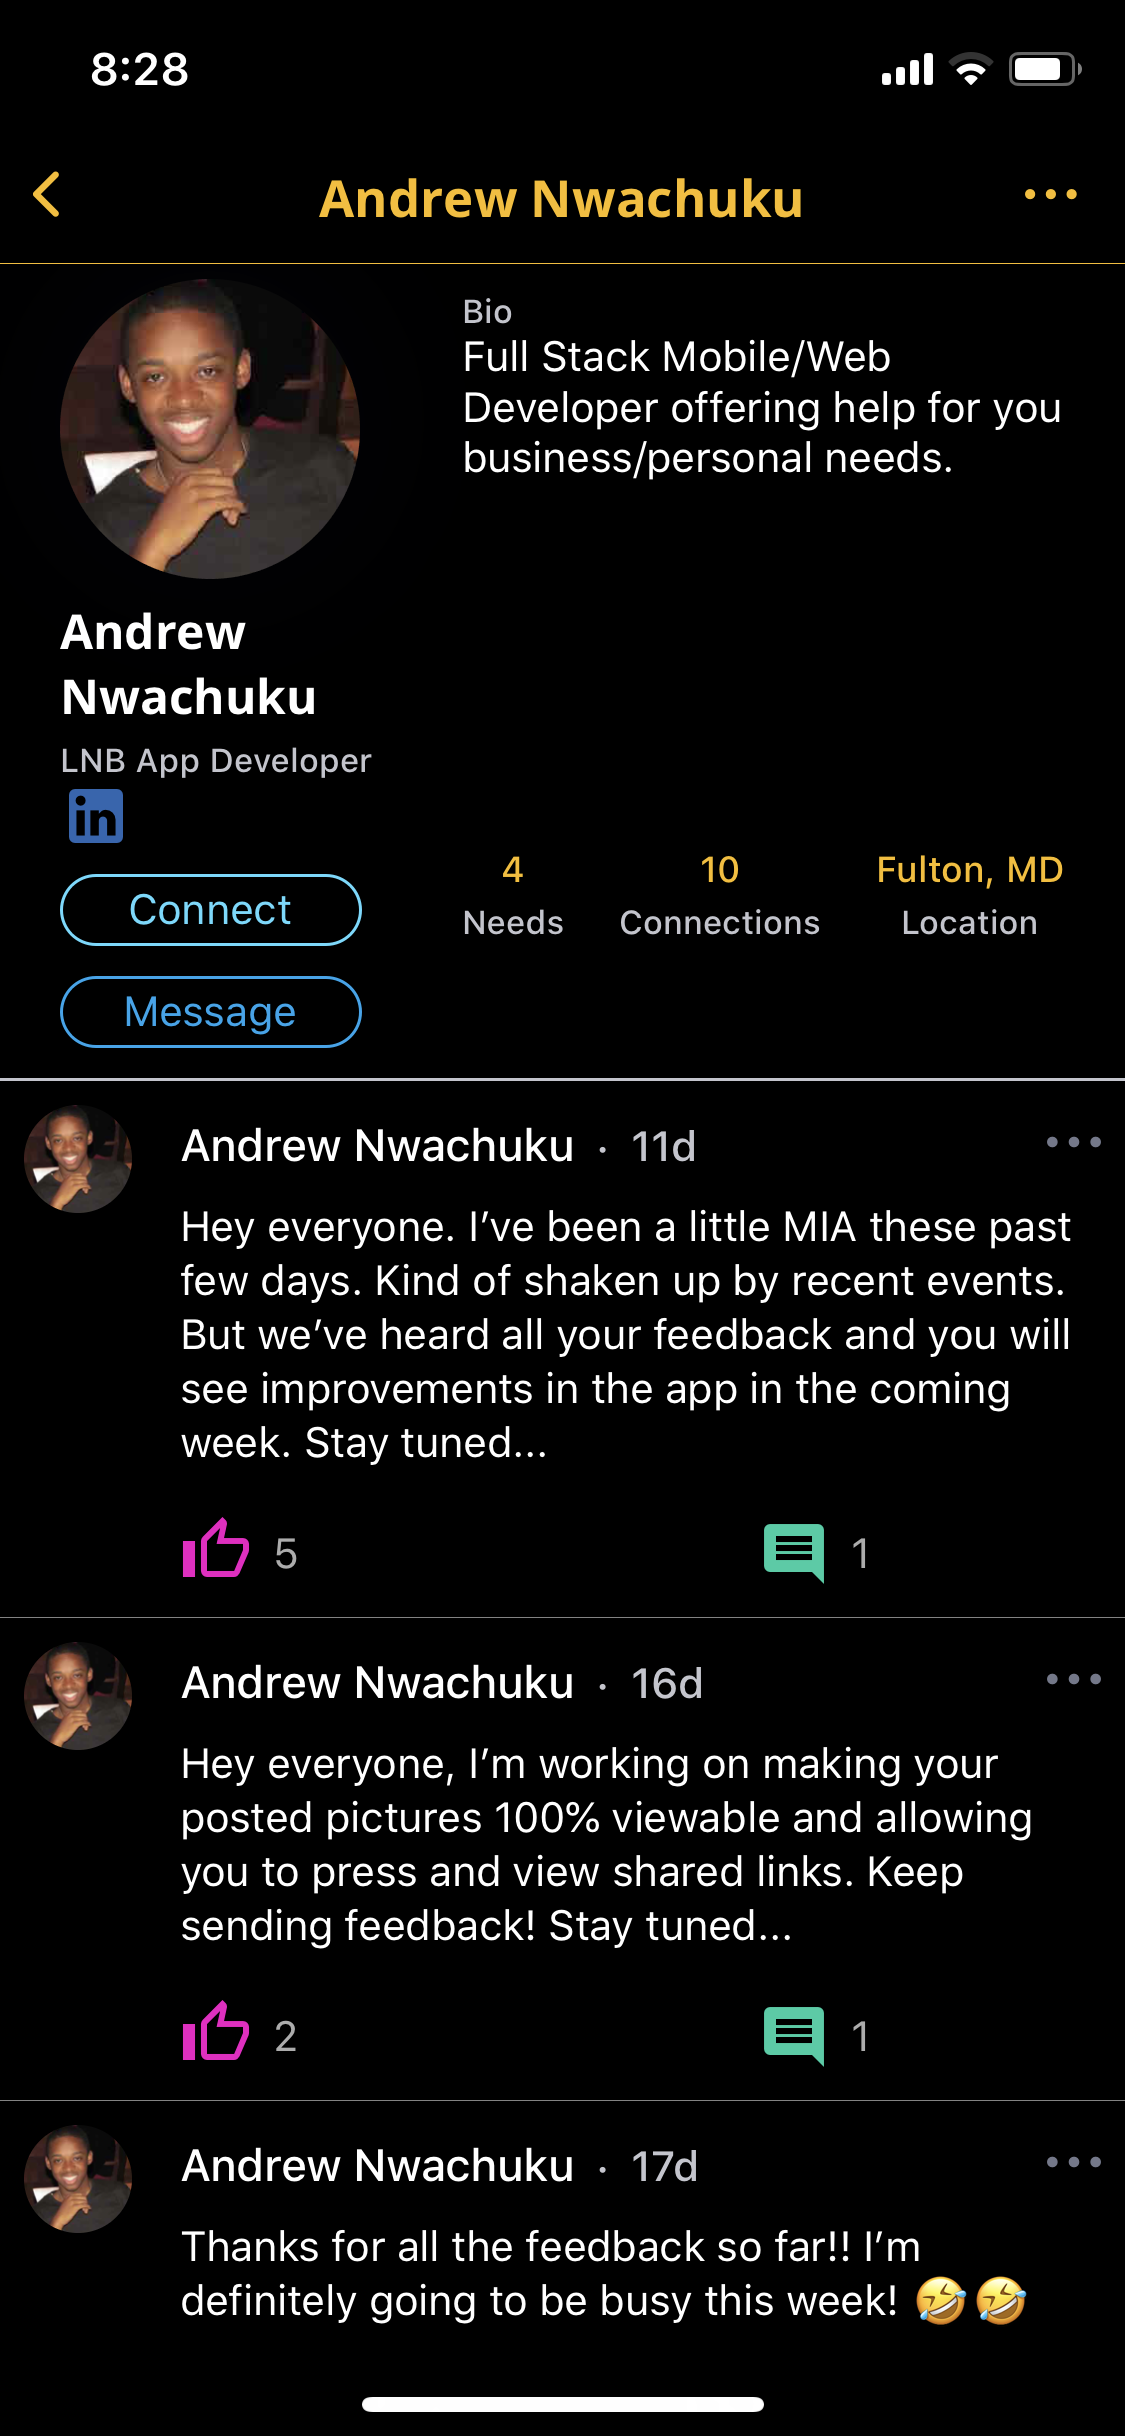 8:28
Andrew Nwachuku
Bio
Full Stack Mobile/Web
Developer offering help for you
business/personal needs.
Andrew
Nwachuku
LNB App Developer
in
4 10 Fulton, MD
Connect
Needs Connections Location
Message
Andrew Nwachuku · 11d
Hey everyone. I’ve been a little MIA these past
few days. Kind of shaken up by recent events.
But we’ve heard all your feedback and you will
see improvements in the app in the coming
week. Stay tuned...
5 1
Andrew Nwachuku · 16d
Hey everyone, I’m working on making your
posted pictures 100% viewable and allowing
you to press and view shared links. Keep
sending feedback! Stay tuned...
2 1
Andrew Nwachuku · 17d
Thanks for all the feedback so far!! I’m
definitely going to be busy this week! 🤣🤣